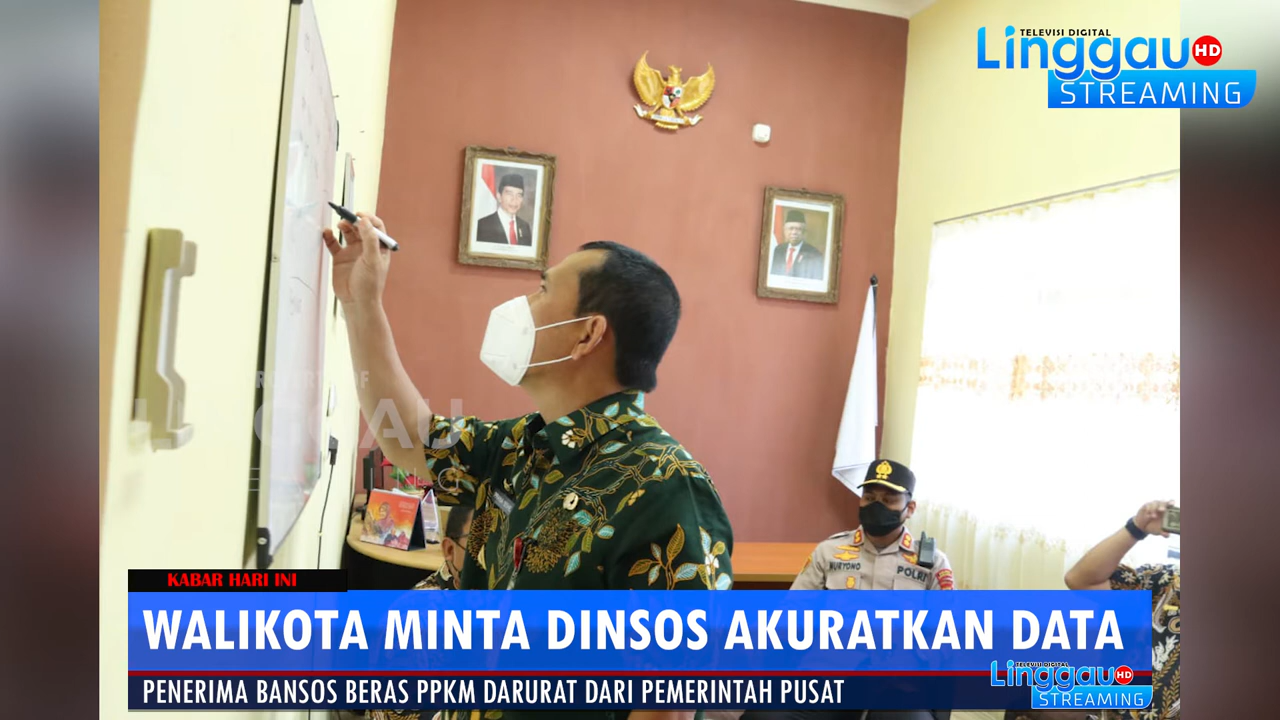 TELEVISI DIGITAL
Linggau HD
STREAMING
NURYONO
POLRI
KABAR HARI INI
WALIKOTA MINTA DINSOS AKURATKAN DATA
PENERIMA BANSOS BERAS PPKM DARURAT DARI PEMERINTAH PUSAT
TELEVISI DIGITAL
Linggau HD
STREAMING